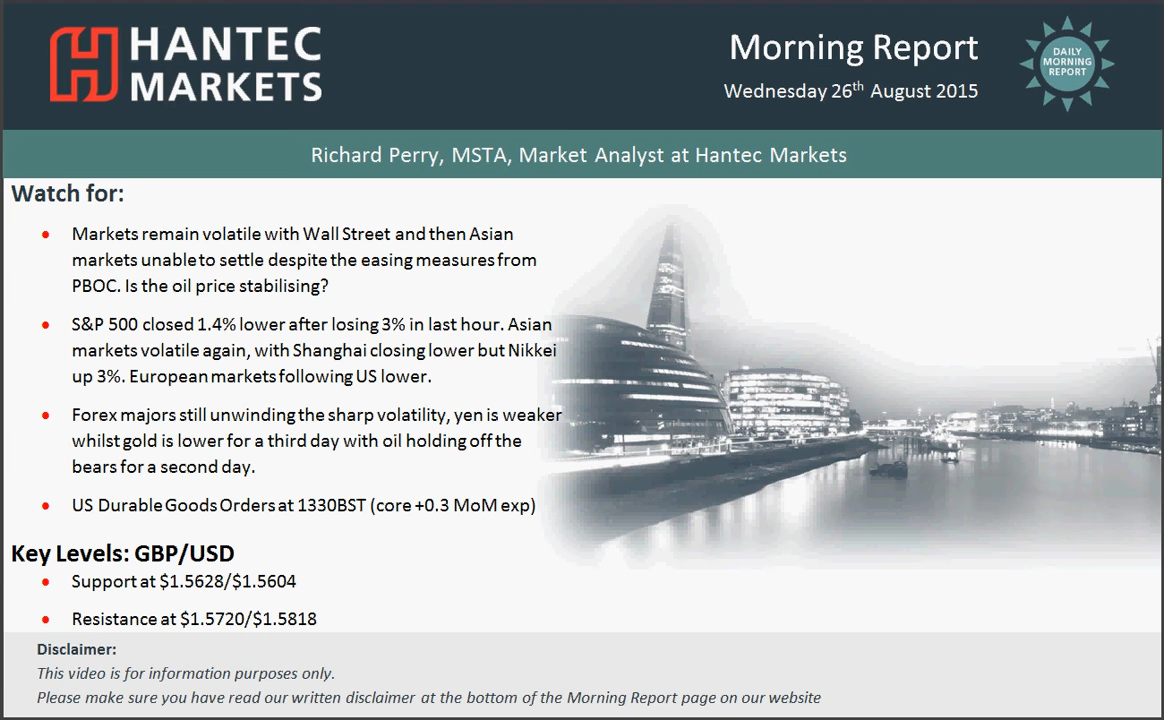 HANTEC
MARKETS
Morning Report
Wednesday 26th August 2015
DAILY
MORNING
REPORT
Richard Perry, MSTA, Market Analyst at Hantec Markets
Watch for:
Markets remain volatile with Wall Street and then Asian
markets unable to settle despite the easing measures from
PBOC. Is the oil price stabilising?
S&P 500 closed 1.4% lower after losing 3% in last hour. Asian
markets volatile again, with Shanghai closing lower but Nikkei
up 3%. European markets following US lower.
Forex majors still unwinding the sharp volatility, yen is weaker
whilst gold is lower for a third day with oil holding off the
bears for a second day.
US Durable Goods Orders at 1330BST (core +0.3 MoM exp)
Key Levels: GBP/USD
Support at $1.5628/$1.5604
Resistance at $1.5720/$1.5818
Disclaimer:
This video is for information purposes only.
Please make sure you have read our written disclaimer at the bottom of the Morning Report page on our website